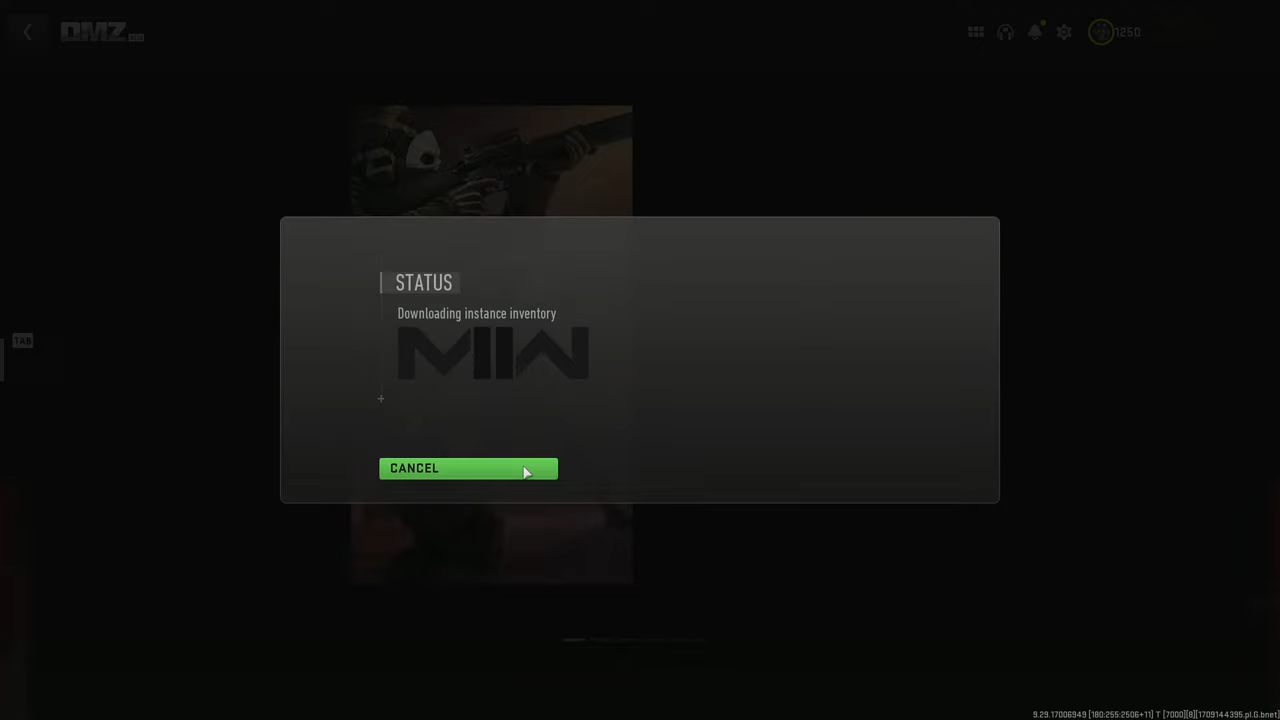 DMZ
1250
STATUS
Downloading instance inventory
MW
TAB
CANCEL
9.29.17006949 [180:255:2506+11] T [7000][8][1709144395.pl.G.bnet]